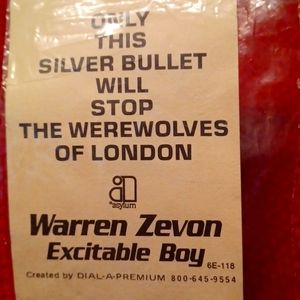 ONLY
THIS
SILVER BULLET
WILL
STOP
THE WEREWOLVES
OF LONDON
asylum
Warren Zevon
Excitable Boy 6E-118
Created by DIAL-A-PREMIUM 800-645-9554